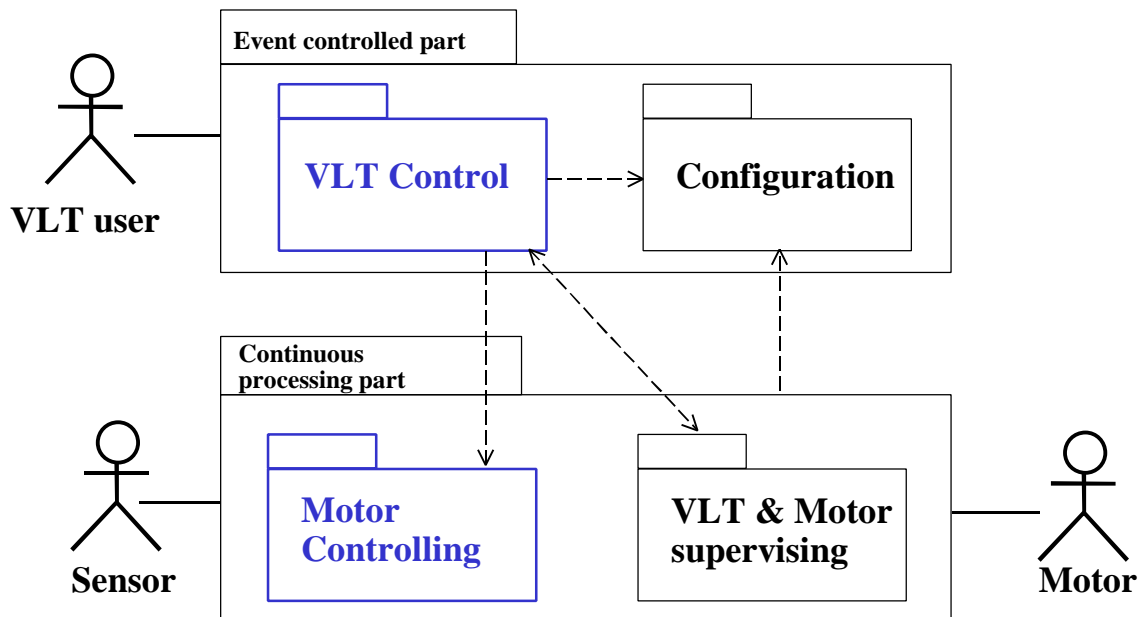 Event controlled part
VLT Control
Configuration
VLT user
Continuous
processing part
Motor
Controlling
VLT & Motor
supervising
Sensor
Motor